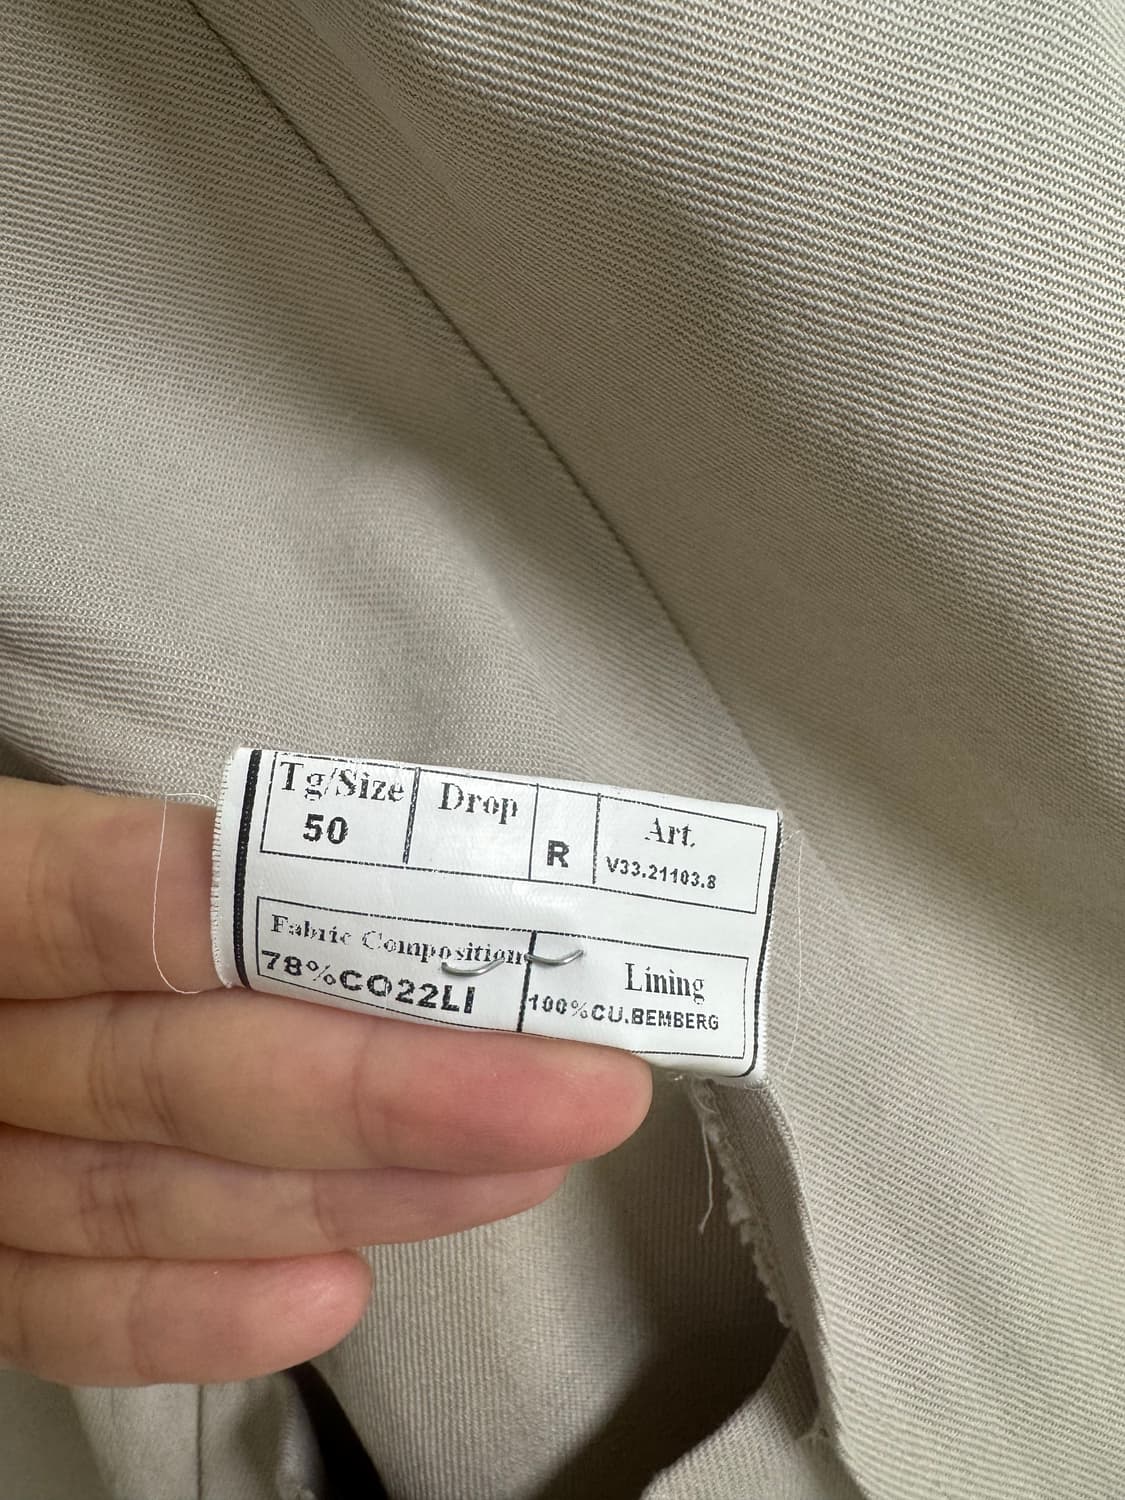 Tg/Size Drop Art.
50 R V33.21103.8
Fabric Composition Lining
78%CO22LI 100%CU.BEMBERG